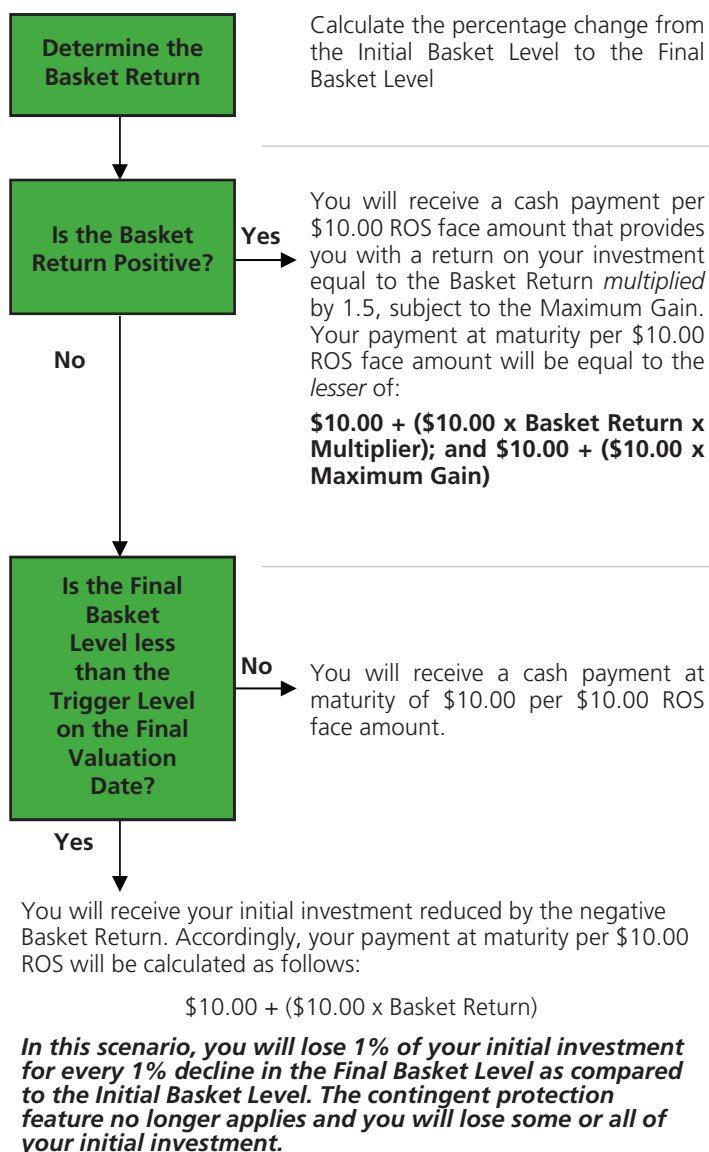 Determine the
Basket Return
Calculate the percentage change from
the Initial Basket Level to the Final
Basket Level
Is the Basket
Return Positive?
Yes
You will receive a cash payment per
$10.00 ROS face amount that provides
you with a return on your investment
equal to the Basket Return multiplied
by 1.5, subject to the Maximum Gain.
Your payment at maturity per $10.00
ROS face amount will be equal to the
lesser of:
$10.00 + ($10.00 x Basket Return x
Multiplier); and $10.00 + ($10.00 x
Maximum Gain)
No
Is the Final
Basket
Level less
than the
Trigger Level
on the Final
Valuation
Date?
No
You will receive a cash payment at
maturity of $10.00 per $10.00 ROS
face amount.
Yes
You will receive your initial investment reduced by the negative
Basket Return. Accordingly, your payment at maturity per $10.00
ROS will be calculated as follows:
$10.00 + ($10.00 x Basket Return)
In this scenario, you will lose 1% of your initial investment
for every 1% decline in the Final Basket Level as compared
to the Initial Basket Level. The contingent protection
feature no longer applies and you will lose some or all of
your initial investment.